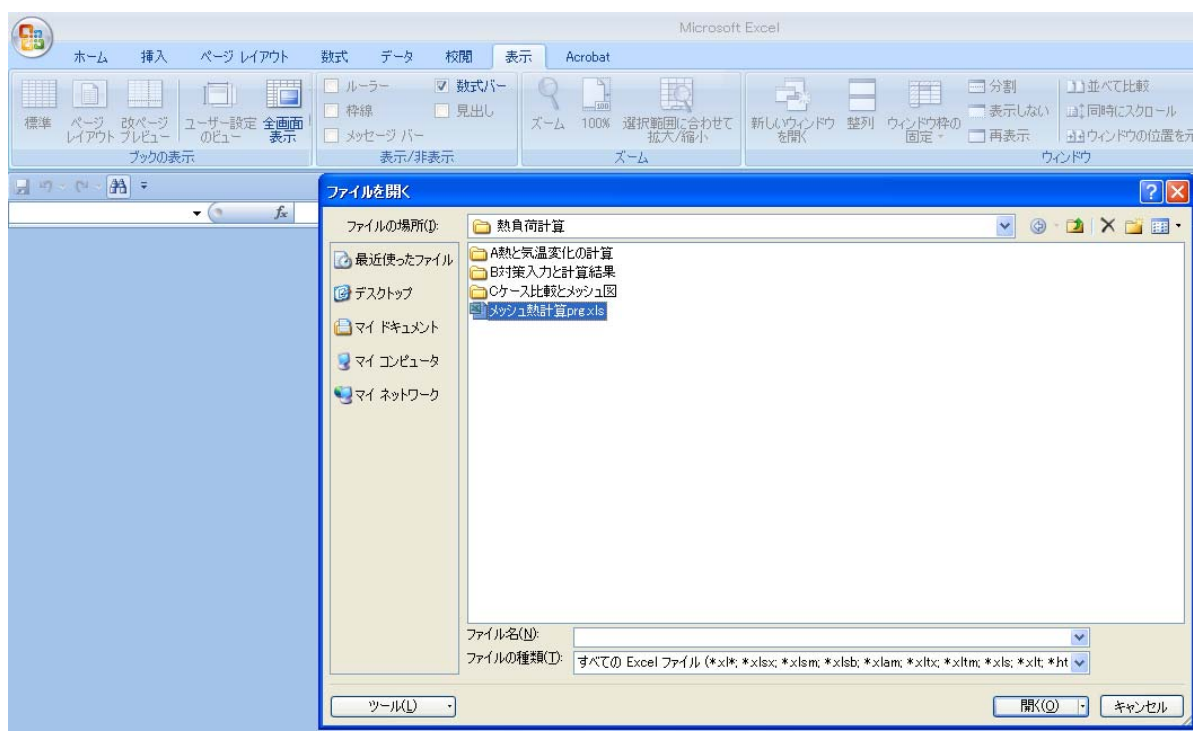 Microsoft Excel
ホーム 挿入 ページ レイアウト 数式 データ 校閲 表示 Acrobat
標準 ページ レイアウト 改ページ プレビュー ユーザー設定 のビュー 全画面 表示
ブックの表示
ルーラー 数式バー
枠線 見出し
メッセージ バー
表示/非表示
ズーム 100% 選択範囲に合わせて 拡大/縮小
ズーム
新しいウィンドウ を開く 整列 ウィンドウ枠の 固定
分割
表示しない
再表示
並べて比較
同時にスクロール
ウィンドウの位置を元
ウィンドウ
fx
ファイルを開く
ファイルの場所(I): 熱負荷計算
最近使ったファイル
デスクトップ
マイ ドキュメント
マイ コンピュータ
マイ ネットワーク
A熱と気温変化の計算
B対策入力と計算結果
Cケース比較とメッシュ図
メッシュ熱計算prg.xls
ファイル名(N):
ファイルの種類(T): すべての Excel ファイル (*.xl*; *.xlsx; *.xlsm; *.xlsb; *.xlam; *.xltx; *.xltm; *.xls; *.xlt; *.ht
ツール(L) 開く(O) キャンセル